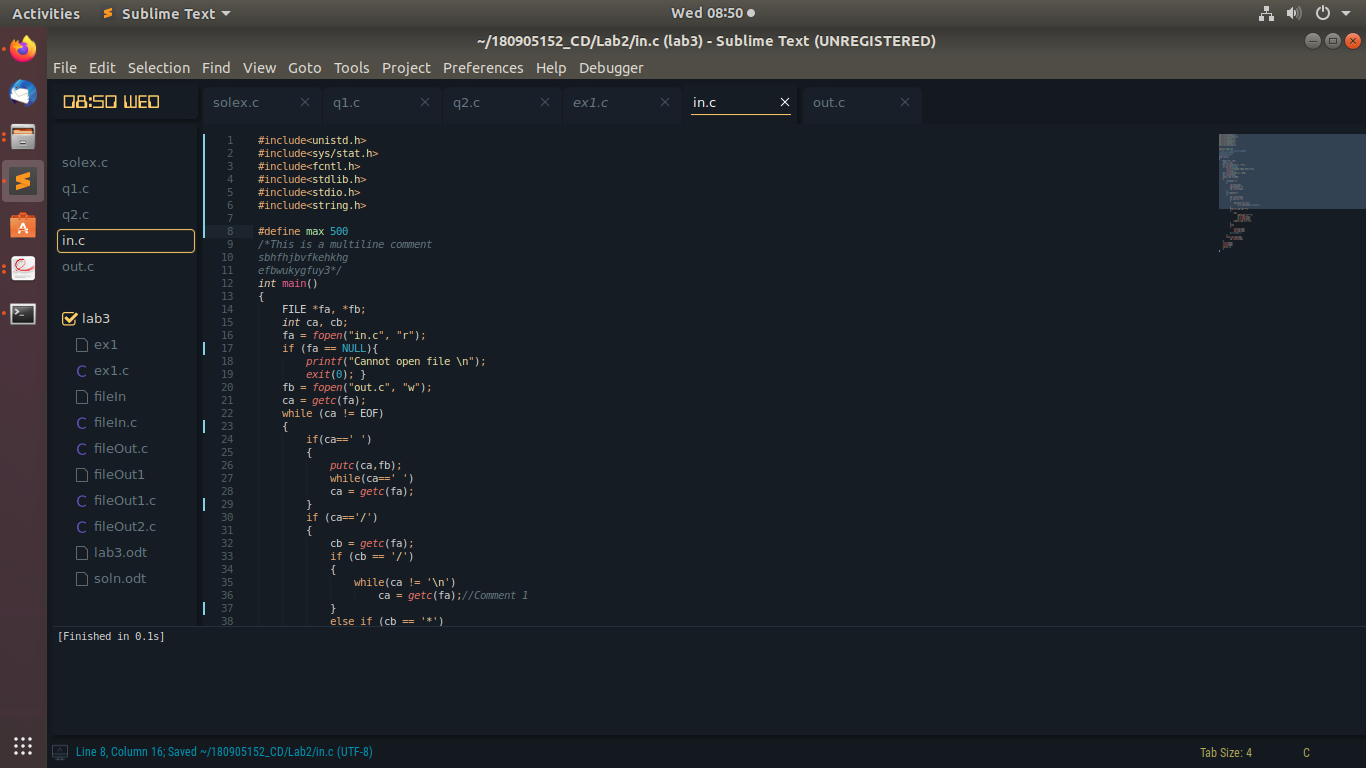 Activities Sublime Text Wed 08:50
~/180905152_CD/Lab2/in.c (lab3) - Sublime Text (UNREGISTERED)
File Edit Selection Find View Goto Tools Project Preferences Help Debugger
08:50 WED
solex.c q1.c q2.c ex1.c in.c out.c
solex.c
q1.c
q2.c
in.c
out.c
lab3
ex1
ex1.c
fileIn
fileIn.c
fileOut.c
fileOut1
fileOut1.c
fileOut2.c
lab3.odt
soln.odt
1 #include<unistd.h>
2 #include<sys/stat.h>
3 #include<fcntl.h>
4 #include<stdlib.h>
5 #include<stdio.h>
6 #include<string.h>
7
8 #define max 500
9 /*This is a multiline comment
10 sbhfhjbvfkehkhg
11 efbwukygfuy3*/
12 int main()
13 {
14 FILE *fa, *fb;
15 int ca, cb;
16 fa = fopen("in.c", "r");
17 if (fa == NULL){
18 printf("Cannot open file \n");
19 exit(0); }
20 fb = fopen("out.c", "w");
21 ca = getc(fa);
22 while (ca != EOF)
23 {
24 if(ca==' ')
25 {
26 putc(ca,fb);
27 while(ca==' ')
28 ca = getc(fa);
29 }
30 if (ca=='/')
31 {
32 cb = getc(fa);
33 if (cb == '/')
34 {
35 while(ca != '\n')
36 ca = getc(fa);//Comment 1
37 }
38 else if (cb == '*')
[Finished in 0.1s]
Line 8, Column 16; Saved ~/180905152_CD/Lab2/in.c (UTF-8) Tab Size: 4 C